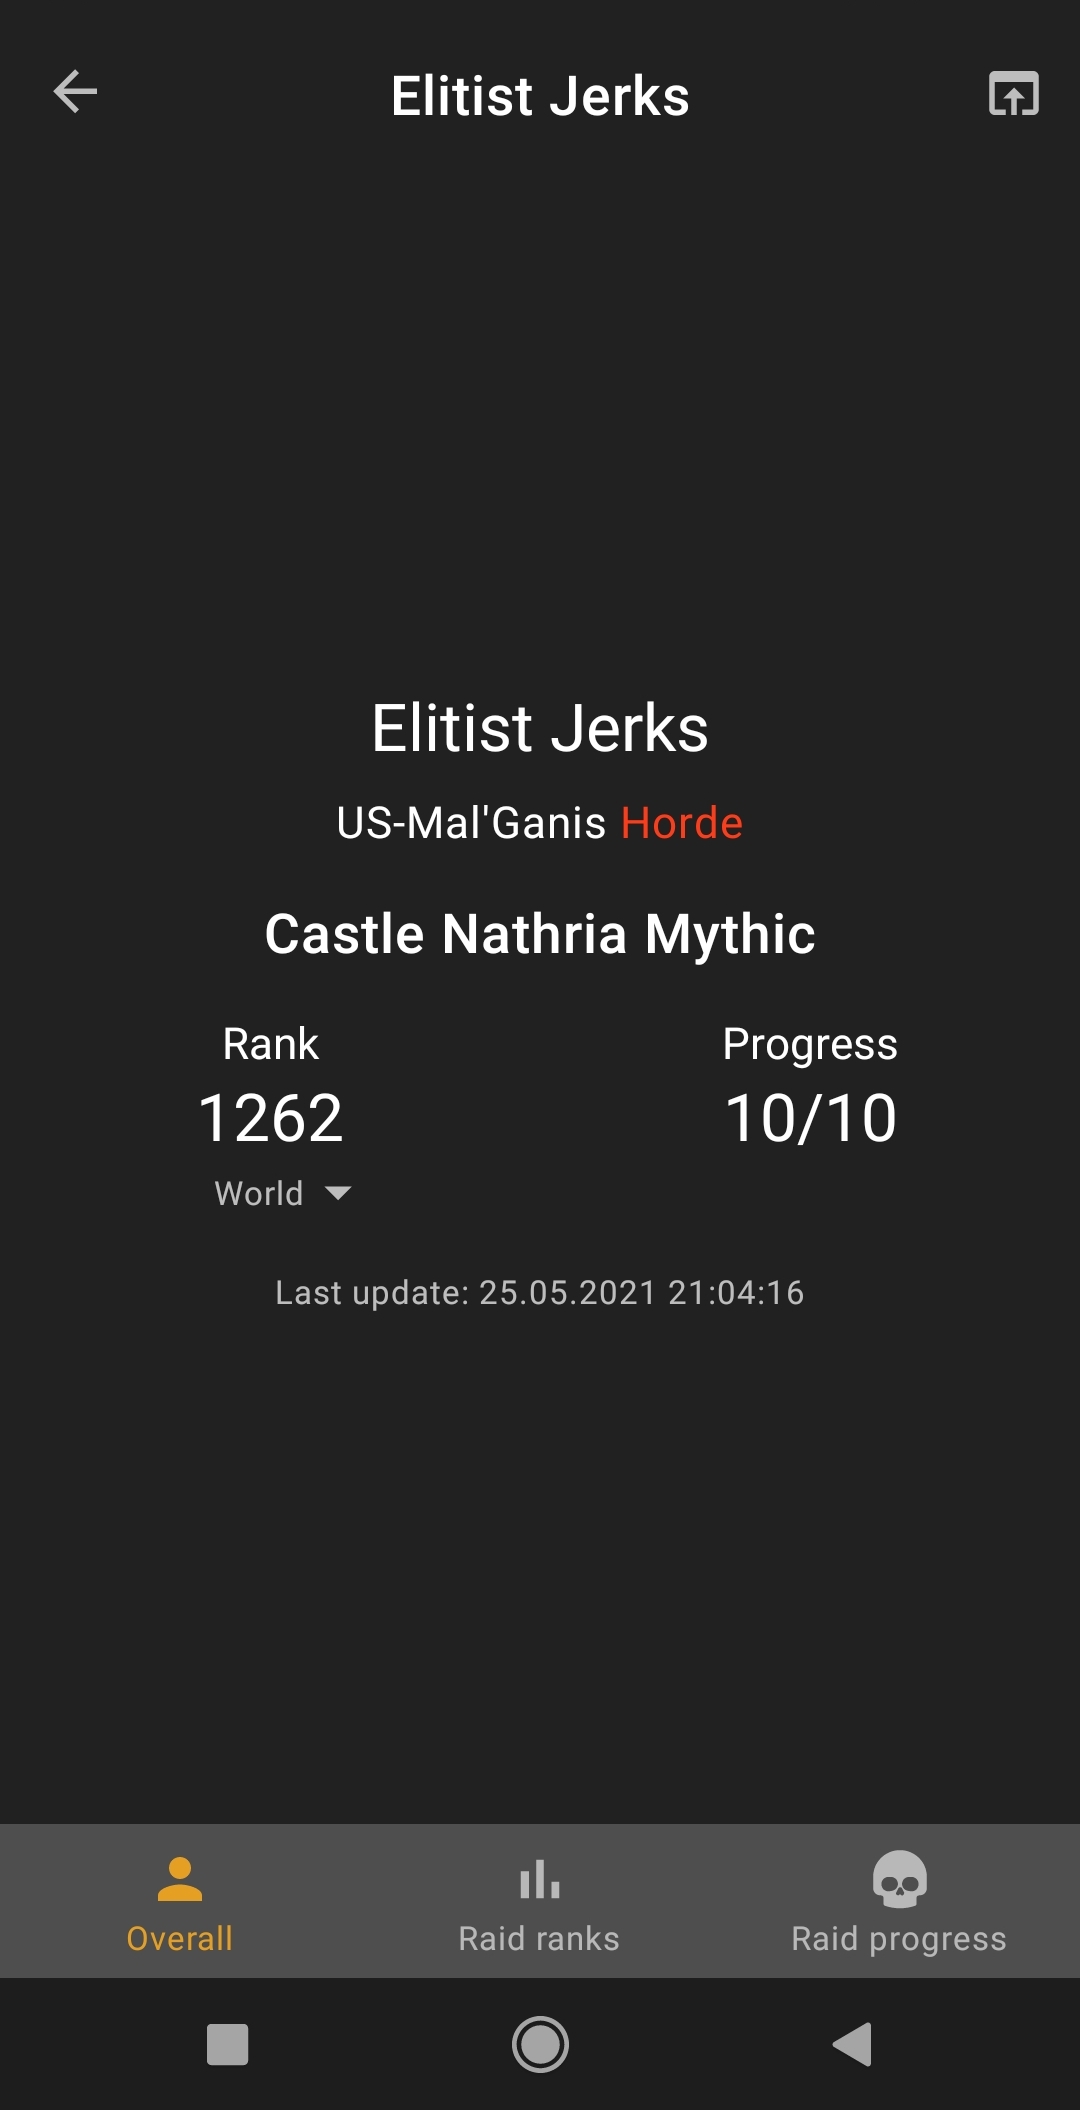 Elitist Jerks
Elitist Jerks
US-Mal'Ganis Horde
Castle Nathria Mythic
Rank
Progress
1262
10/10
World
Last update: 25.05.2021 21:04:16
Overall
Raid ranks
Raid progress